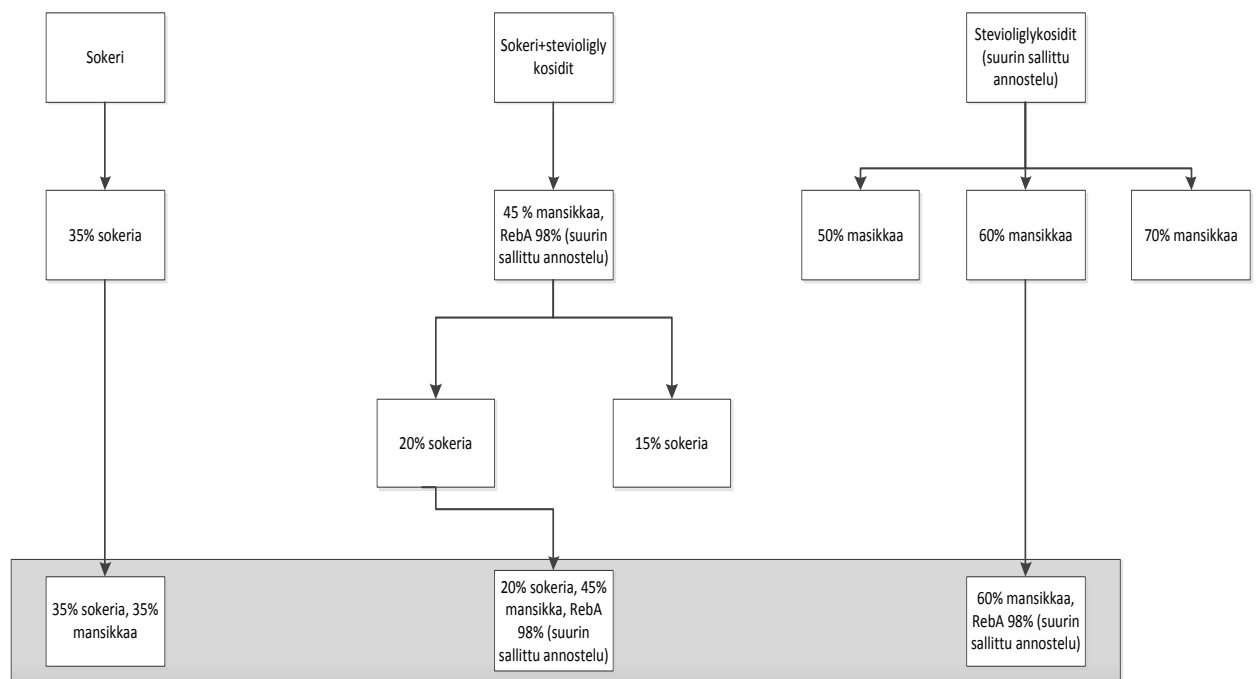 Sokeri
Sokeri+stevioligly
kosidit
Stevioliglykosidit
(suurin sallittu
annostelu)
35% sokeria
45 % mansikkaa,
RebA 98% (suurin
sallittu annostelu)
50% masikkaa
60% mansikkaa
70% mansikkaa
20% sokeria
15% sokeria
35% sokeria, 35%
mansikkaa
20% sokeria, 45%
mansikka, RebA
98% (suurin
sallittu annostelu)
60% mansikkaa,
RebA 98% (suurin
sallittu annostelu)